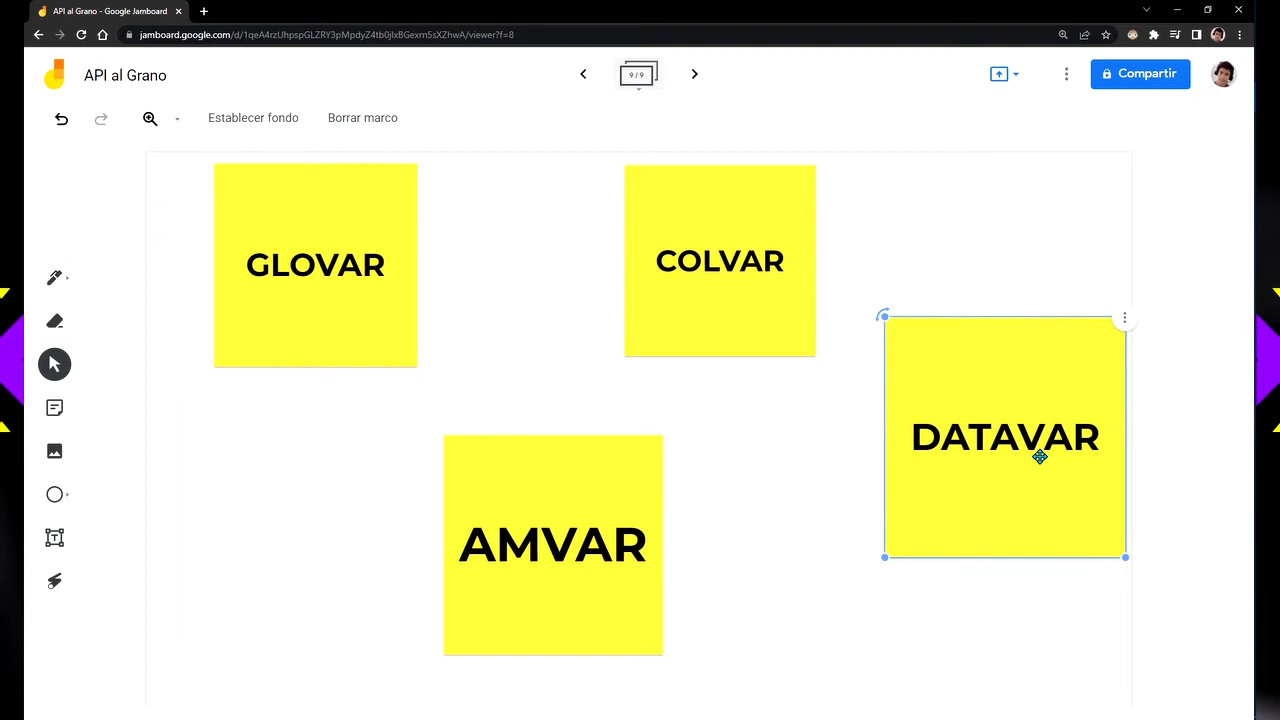 API al Grano - Google Jamboard
jamboard.google.com/d/1qeA4rzUhpspGLZRY3pMpdyZ4tb0jlxBGexrn5sXZhwA/viewer?f=8
API al Grano
9 / 9
Compartir
Establecer fondo
Borrar marco
GLOVAR
COLVAR
DATAVAR
AMVAR